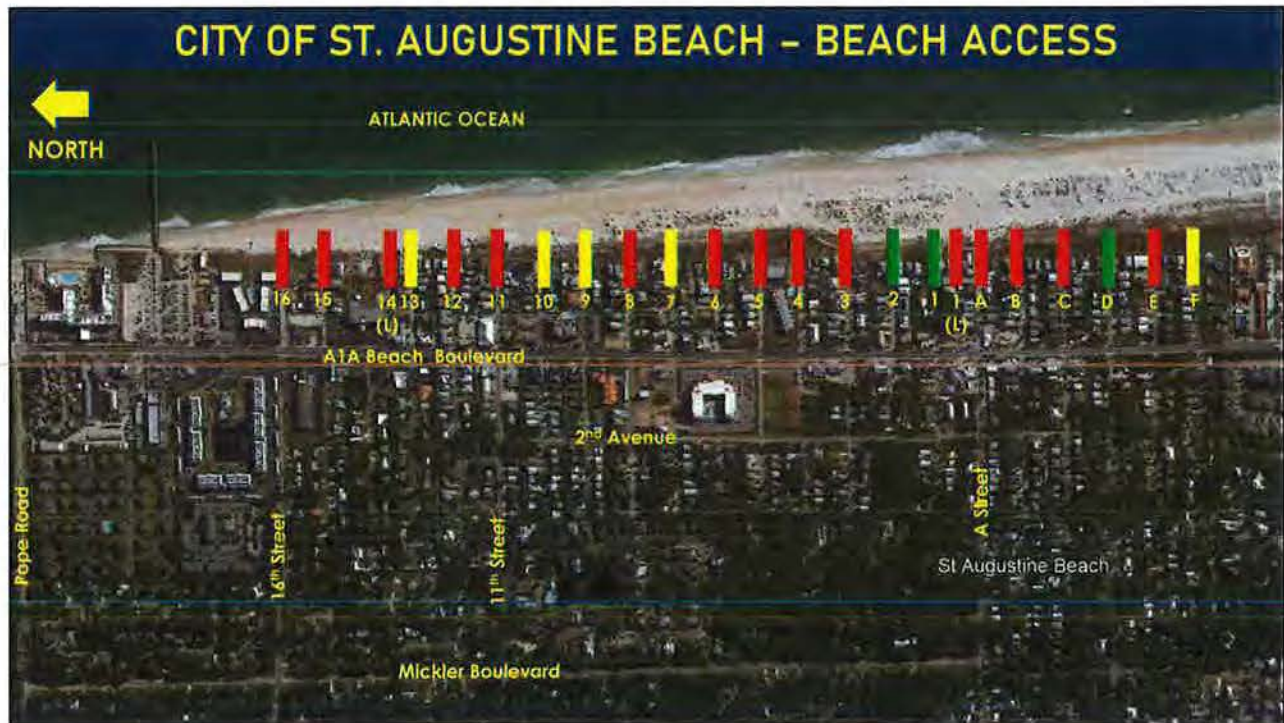 CITY OF ST. AUGUSTINE BEACH – BEACH ACCESS
NORTH
ATLANTIC OCEAN
16 15 14 13 12 11 10 9 8 7 6 5 4 3 2 1 1 A B C D E F
(L) (L)
A1A Beach Boulevard
2nd Avenue
Pope Road
16th Street
11th Street
A Street
St Augustine Beach
Mickler Boulevard